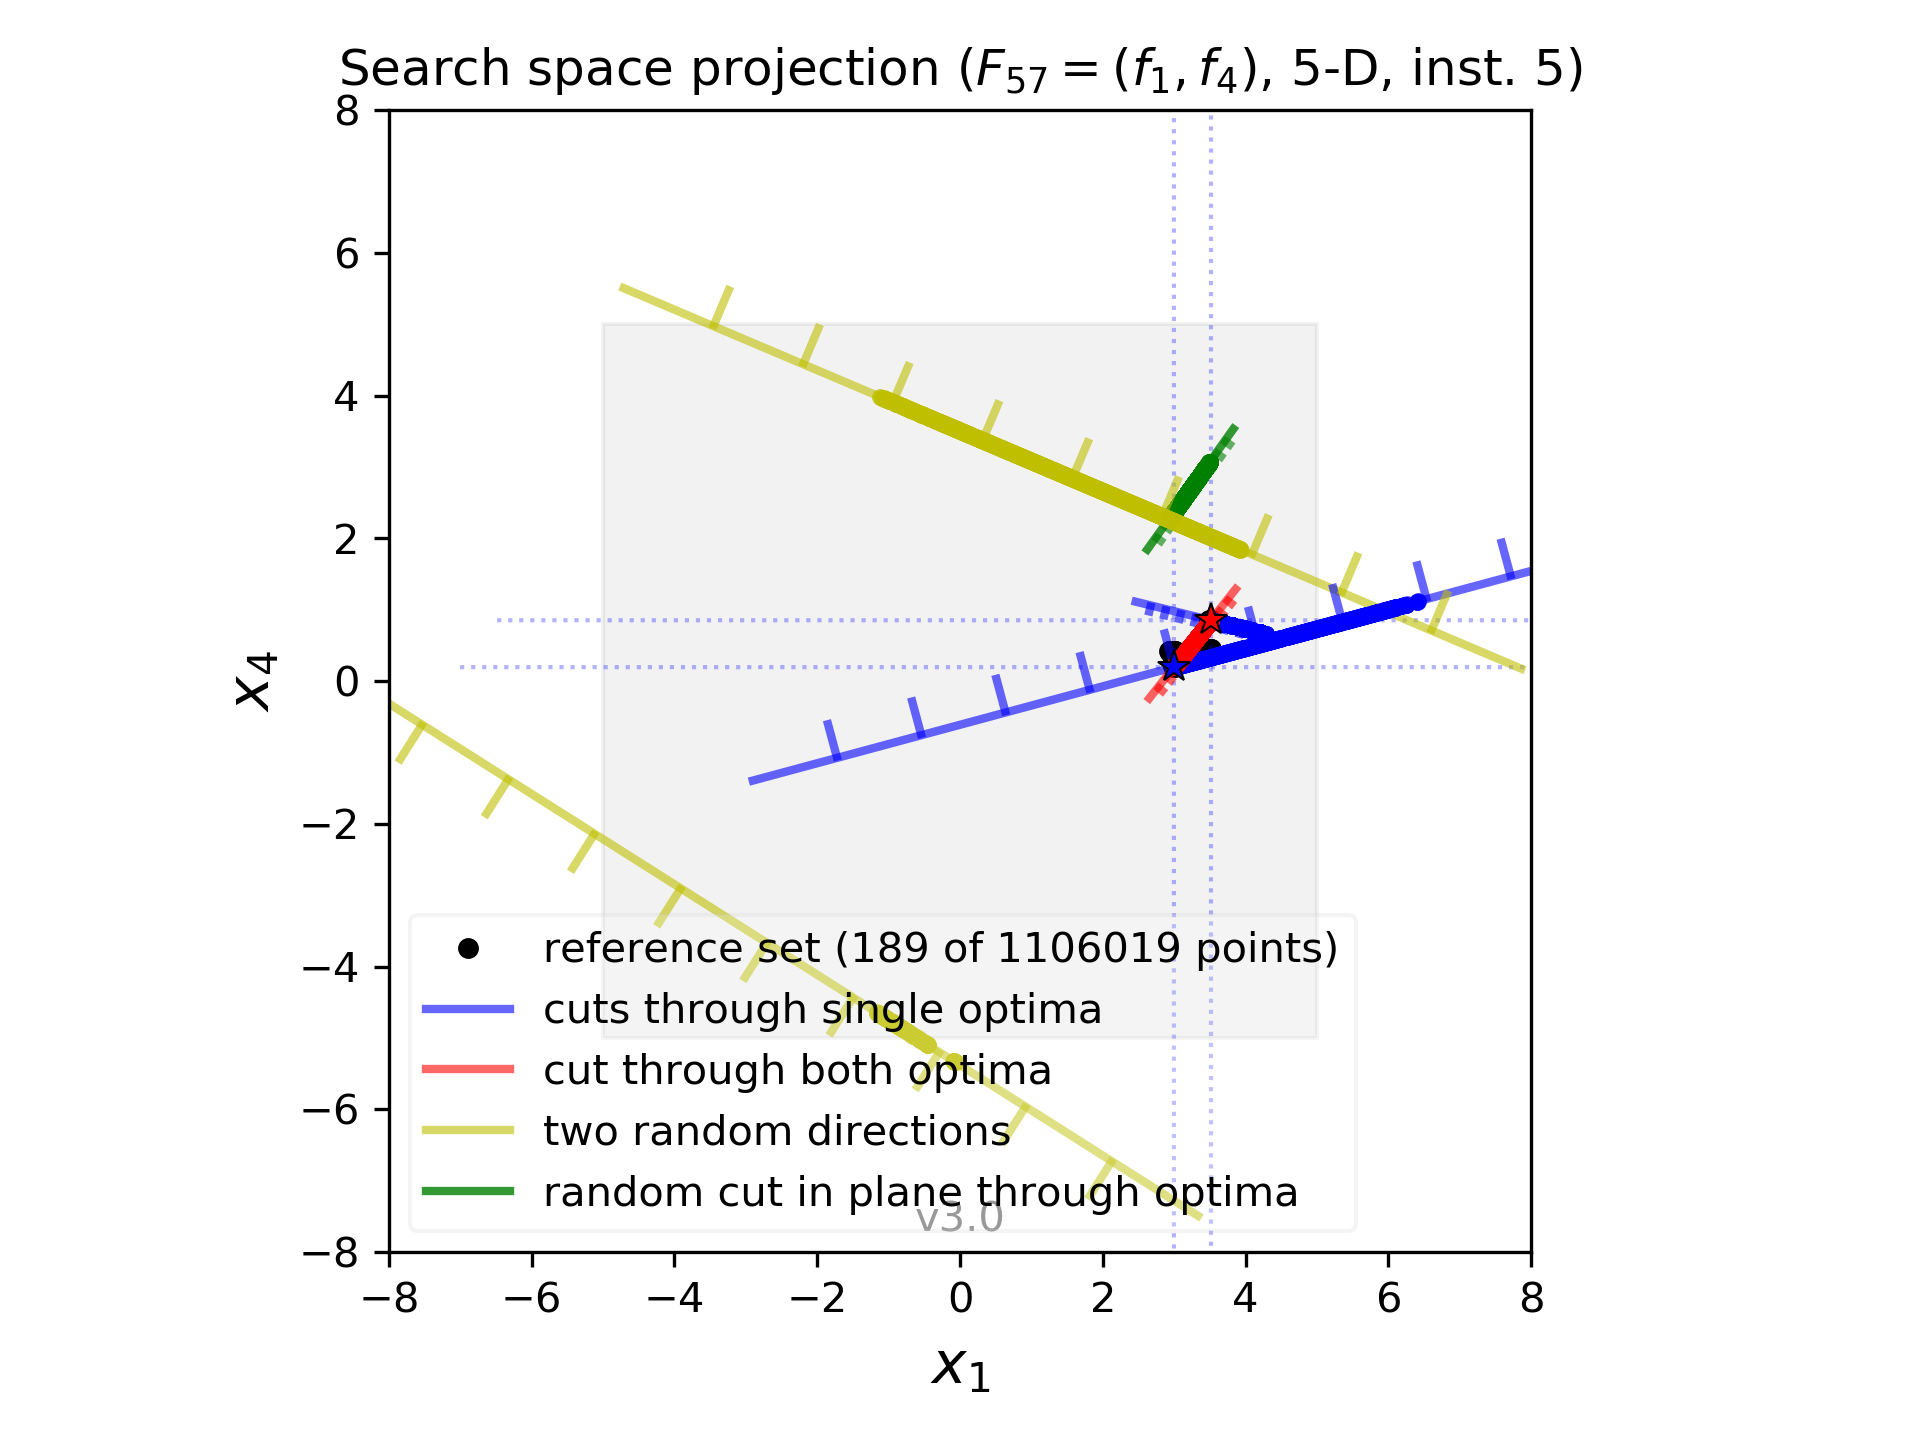 Search space projection (F₅₇ = (f₁, f₄), 5-D, inst. 5)
8
6
4
2
0
−2
−4
−6
−8
x₄
reference set (189 of 1106019 points)
cuts through single optima
cut through both optima
two random directions
random cut in plane through optima
v3.0
−8 −6 −4 −2 0 2 4 6 8
x₁